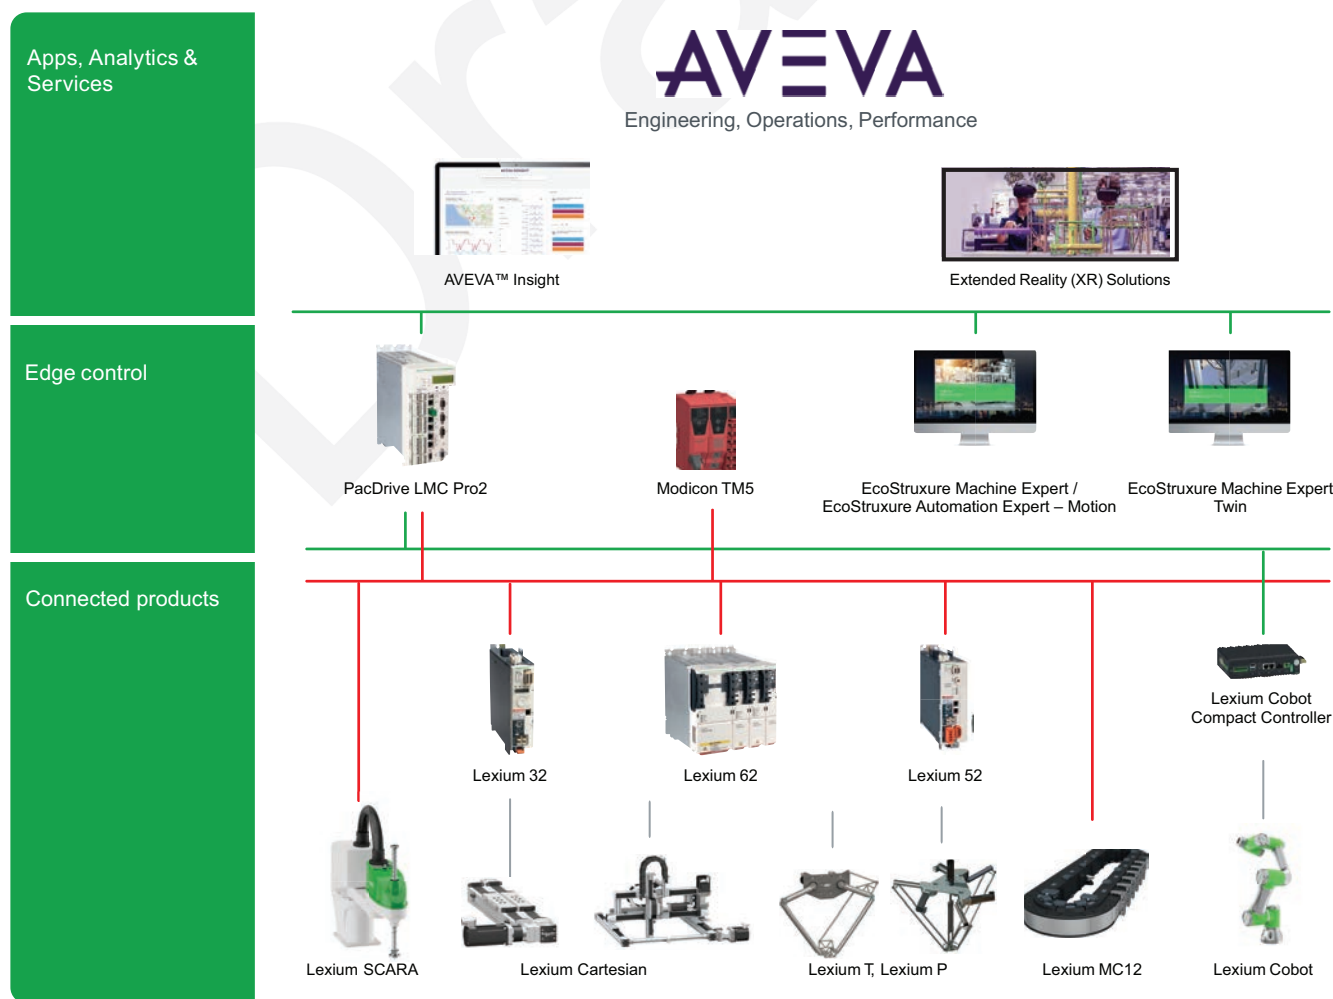 Apps, Analytics &
Services
AVEVA
Engineering, Operations, Performance
AVEVA™ Insight
Extended Reality (XR) Solutions
Edge control
PacDrive LMC Pro2
Modicon TM5
EcoStruxure Machine Expert /
EcoStruxure Automation Expert – Motion
EcoStruxure Machine Expert
Twin
Connected products
Lexium 32
Lexium 62
Lexium 52
Lexium Cobot
Compact Controller
Lexium SCARA
Lexium Cartesian
Lexium T, Lexium P
Lexium MC12
Lexium Cobot